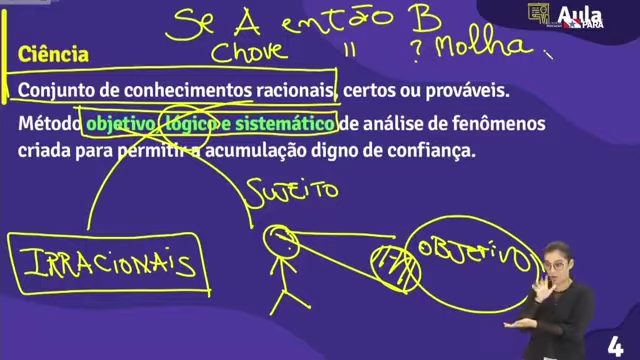 Se A então B
Aula
PARA
Ciência
Chove " ? Molha
Conjunto de conhecimentos racionais, certos ou prováveis.
Método objetivo, lógico e sistemático de análise de fenômenos
criada para permitir a acumulação digno de confiança.
SUJEITO
IRRACIONAIS
OBJETIVO
4